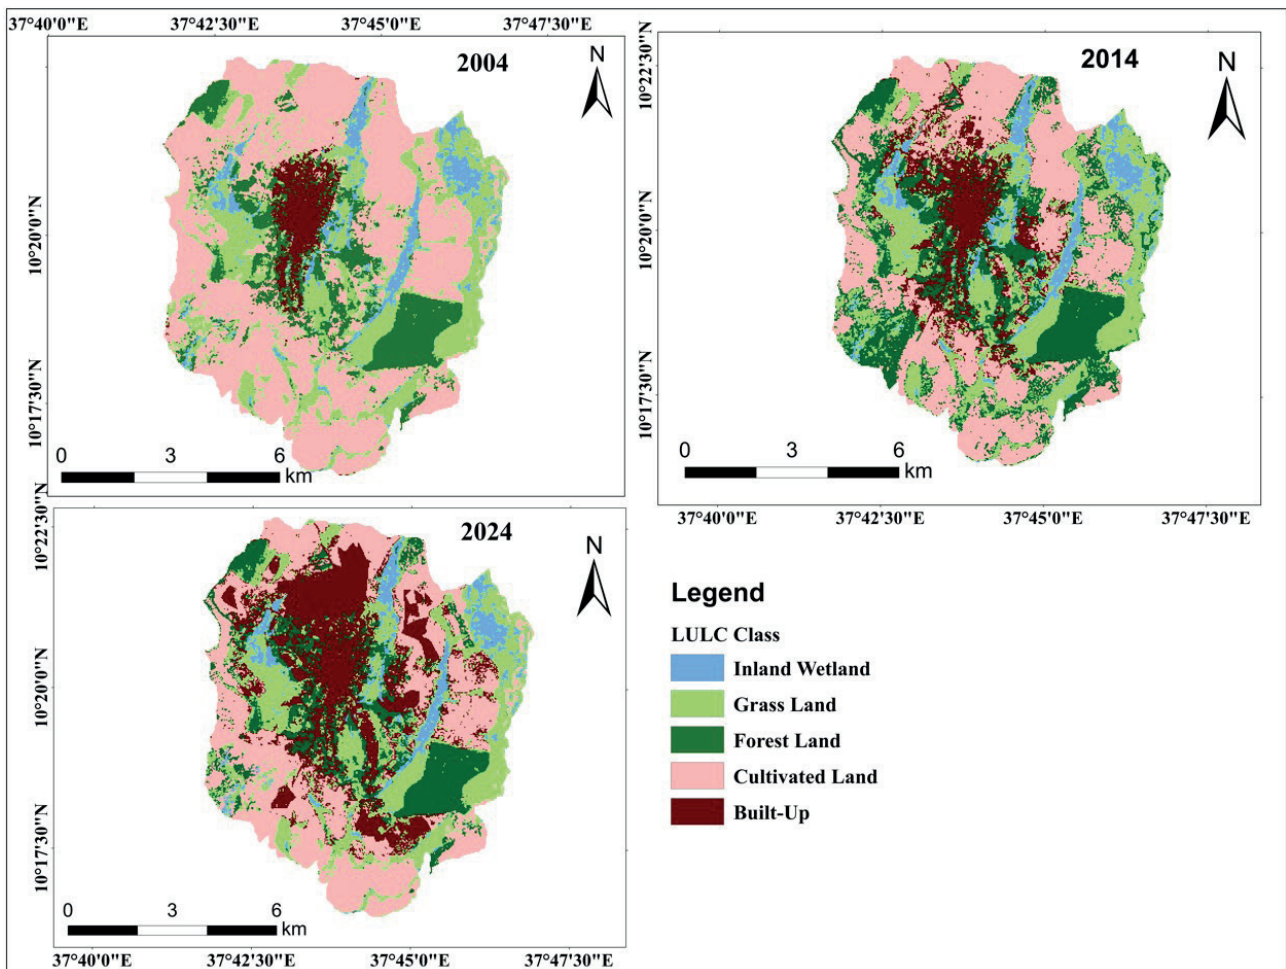 37°40'0"E 37°42'30"E 37°45'0"E 37°47'30"E
2004
N
10°20'0"N
10°17'30"N
0 3 6
km
2014
N
10°22'30"N
10°20'0"N
10°17'30"N
0 3 6
km
37°40'0"E 37°42'30"E 37°45'0"E 37°47'30"E
2024
N
10°22'30"N
10°20'0"N
10°17'30"N
0 3 6
km
37°40'0"E 37°42'30"E 37°45'0"E 37°47'30"E
Legend
LULC Class
Inland Wetland
Grass Land
Forest Land
Cultivated Land
Built-Up